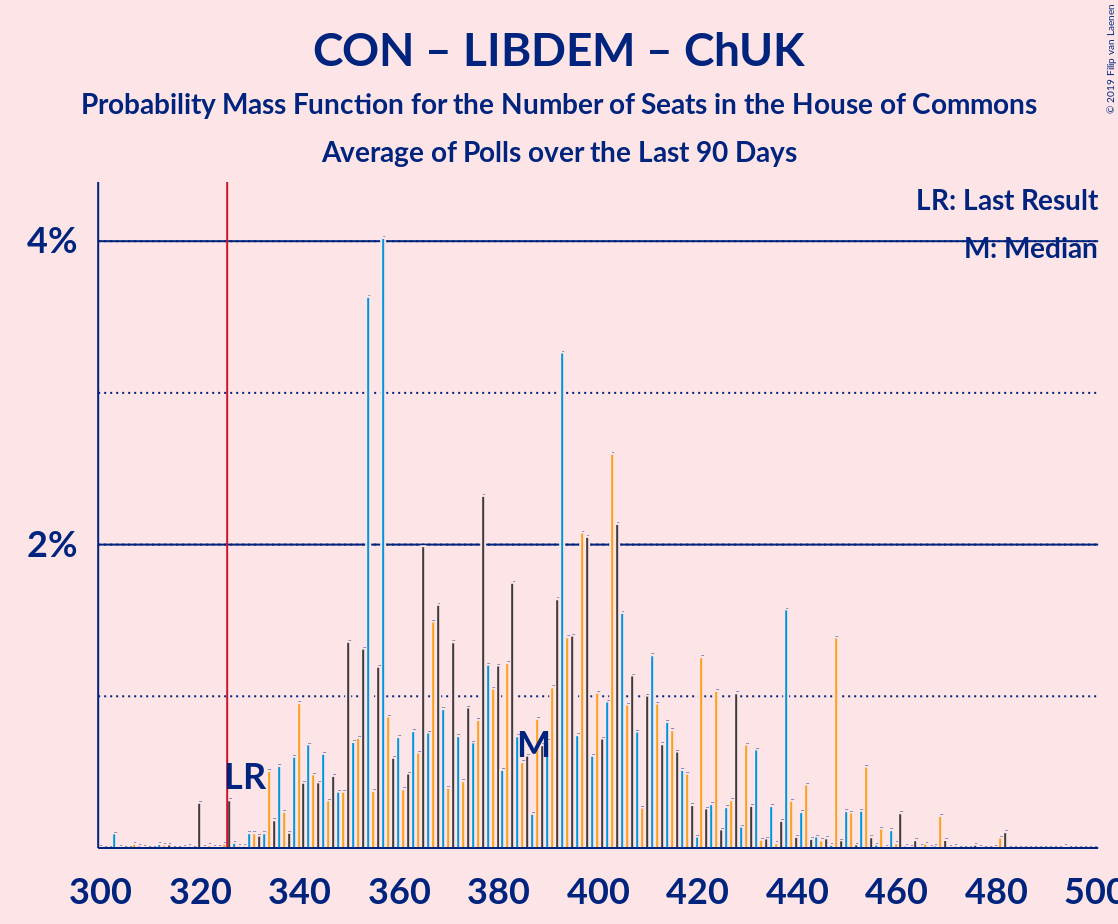 CON – LIBDEM – ChUK
Probability Mass Function for the Number of Seats in the House of Commons
Average of Polls over the Last 90 Days
© 2019 Filip van Laenen
LR: Last Result
M: Median
4%
2%
LR
M
300 320 340 360 380 400 420 440 460 480 500